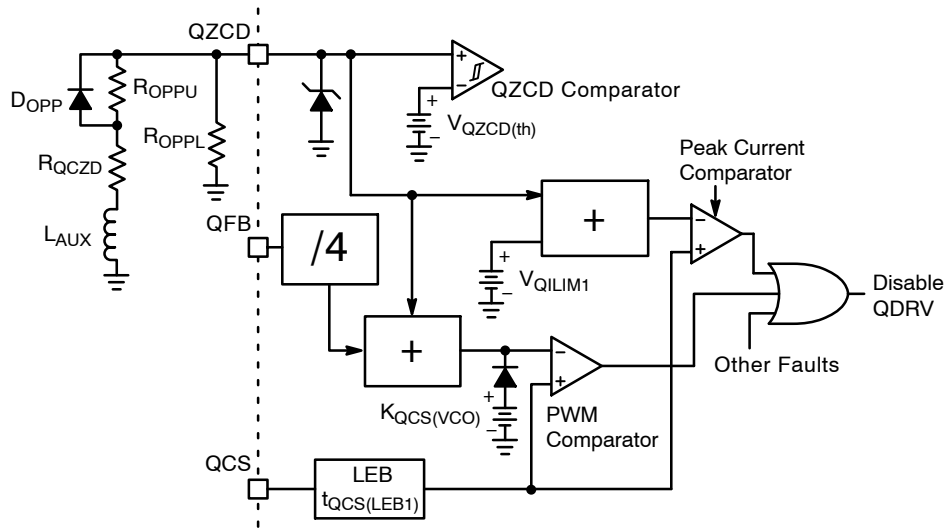 QZCD
D_OPP
R_OPPU
R_OPPL
R_QCZD
L_AUX
+
−
QZCD Comparator
+
−
V_QZCD(th)
Peak Current
Comparator
QFB
/4
+
−
+
+
−
V_QILIM1
Disable
QDRV
Other Faults
+
−
+
+
−
K_QCS(VCO)
PWM
Comparator
QCS
LEB
t_QCS(LEB1)